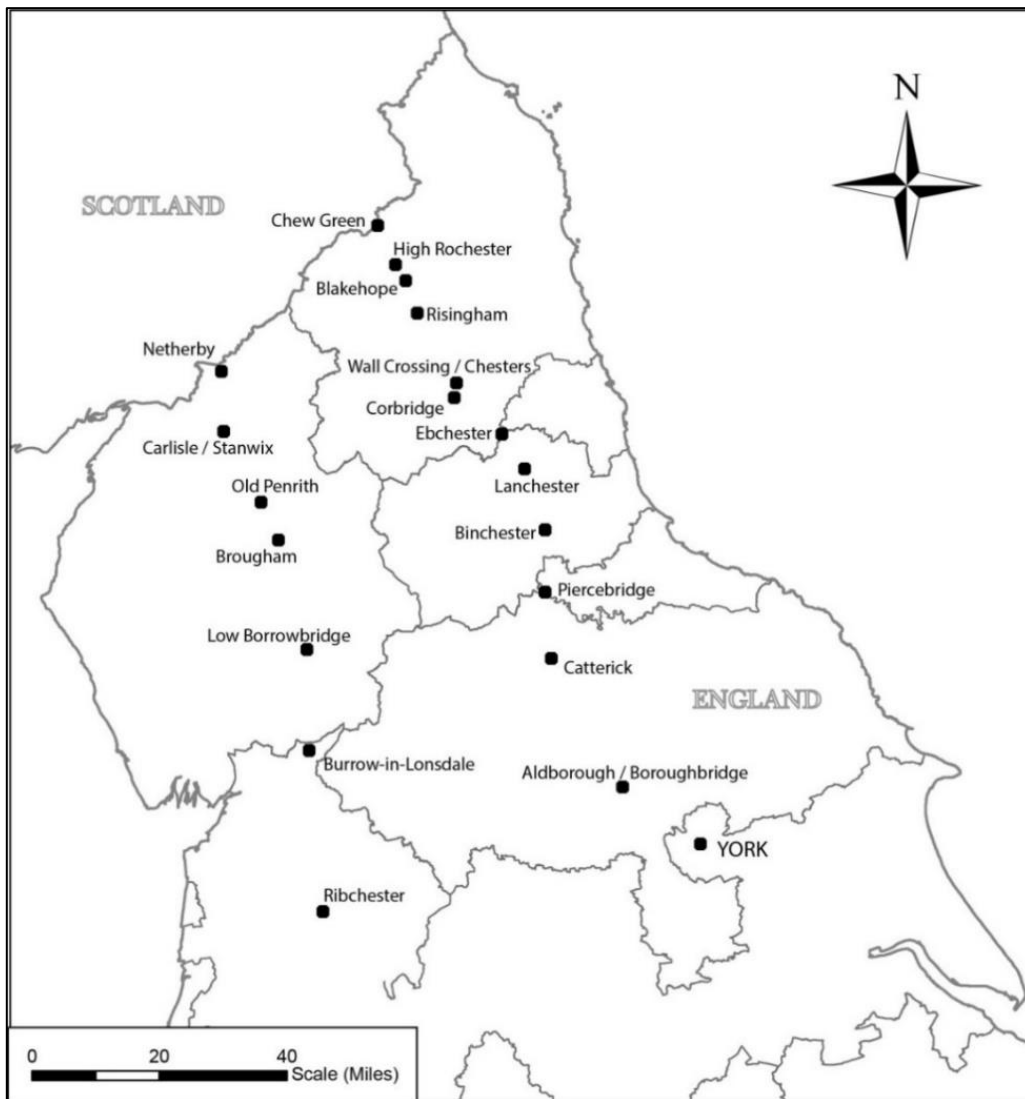 N
SCOTLAND
Chew Green
High Rochester
Blakehope
Risingham
Netherby
Wall Crossing / Chesters
Corbridge
Ebchester
Carlisle / Stanwix
Old Penrith
Lanchester
Binchester
Brougham
Piercebridge
Low Borrowbridge
Catterick
ENGLAND
Burrow-in-Lonsdale
Aldborough / Boroughbridge
YORK
Ribchester
0 20 40
Scale (Miles)